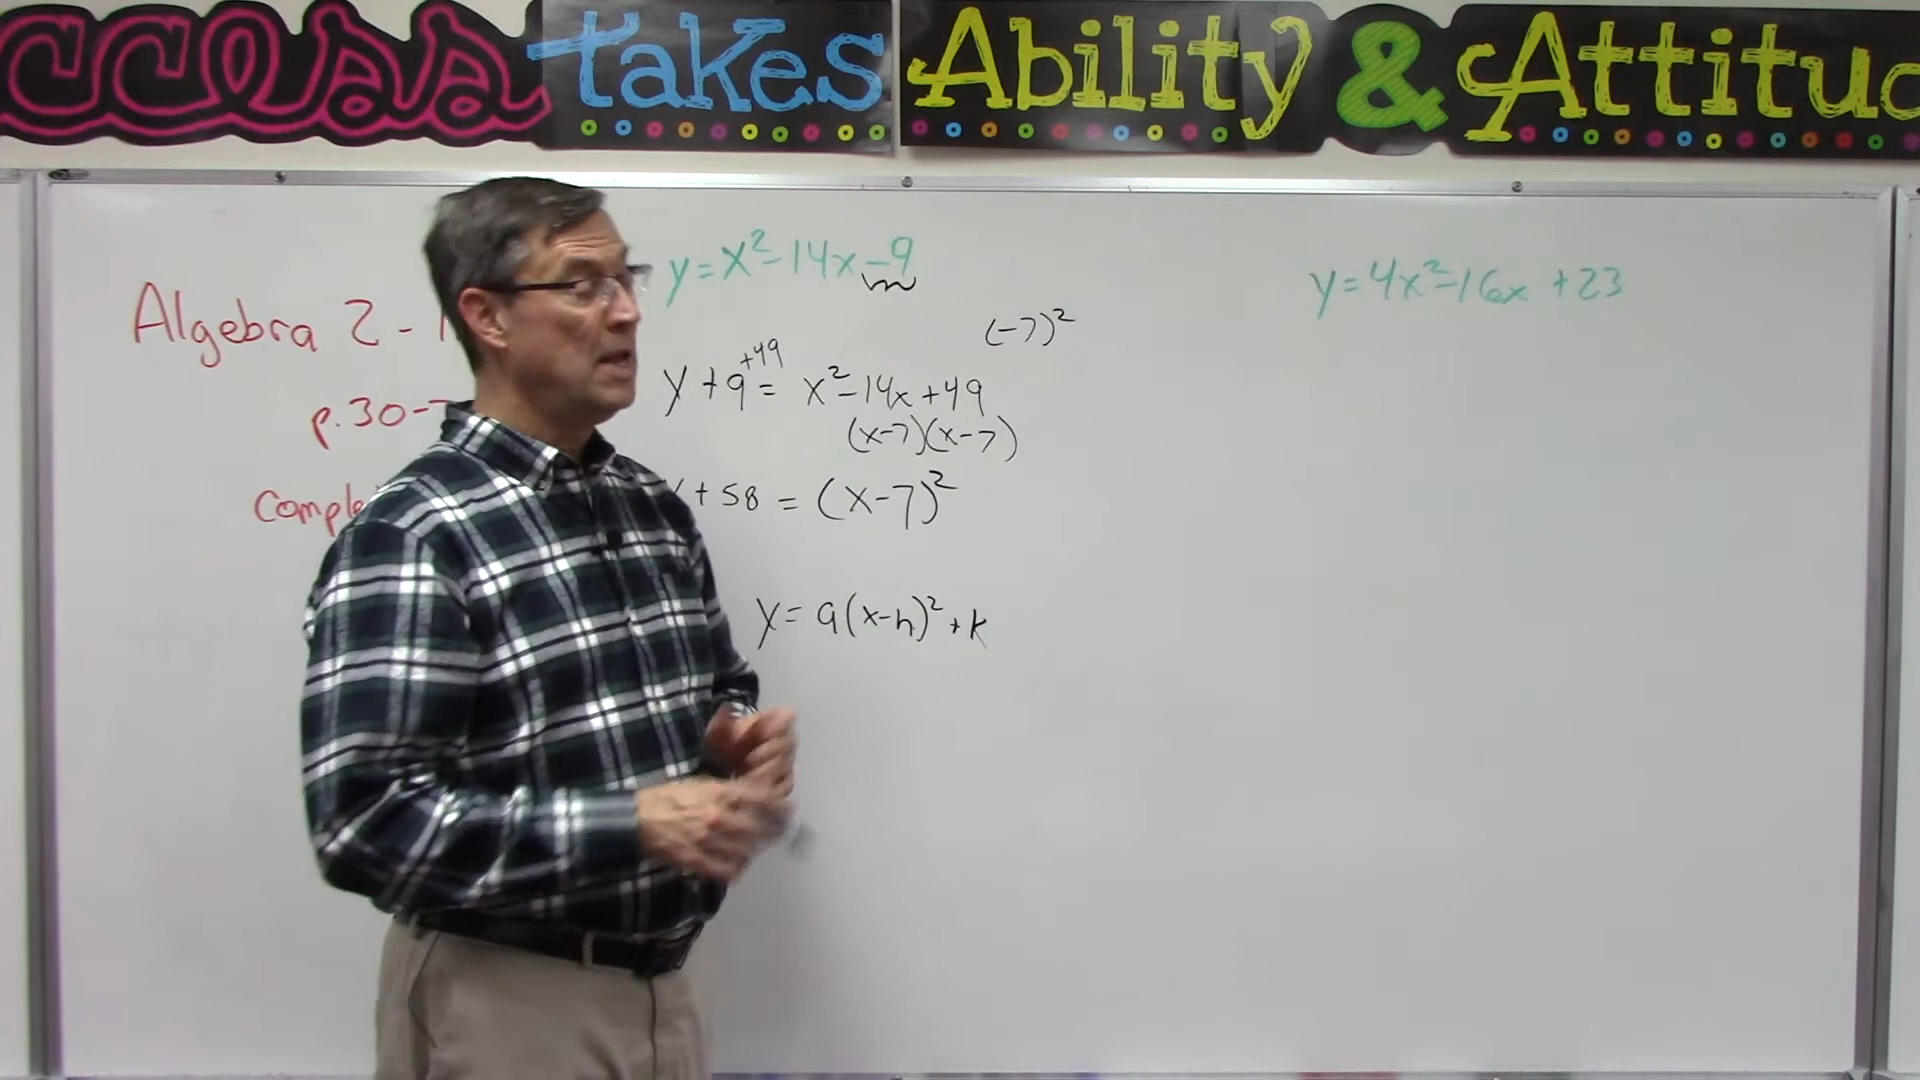 takes Ability &
Algebra 2 -
p.30-
y=x²-14x-9
(-7)²
+49
y+9= x²-14x+49
(x-7)(x-7)
+58 = (x-7)²
y= a(x-h)²+k
y=4x²-16x+23